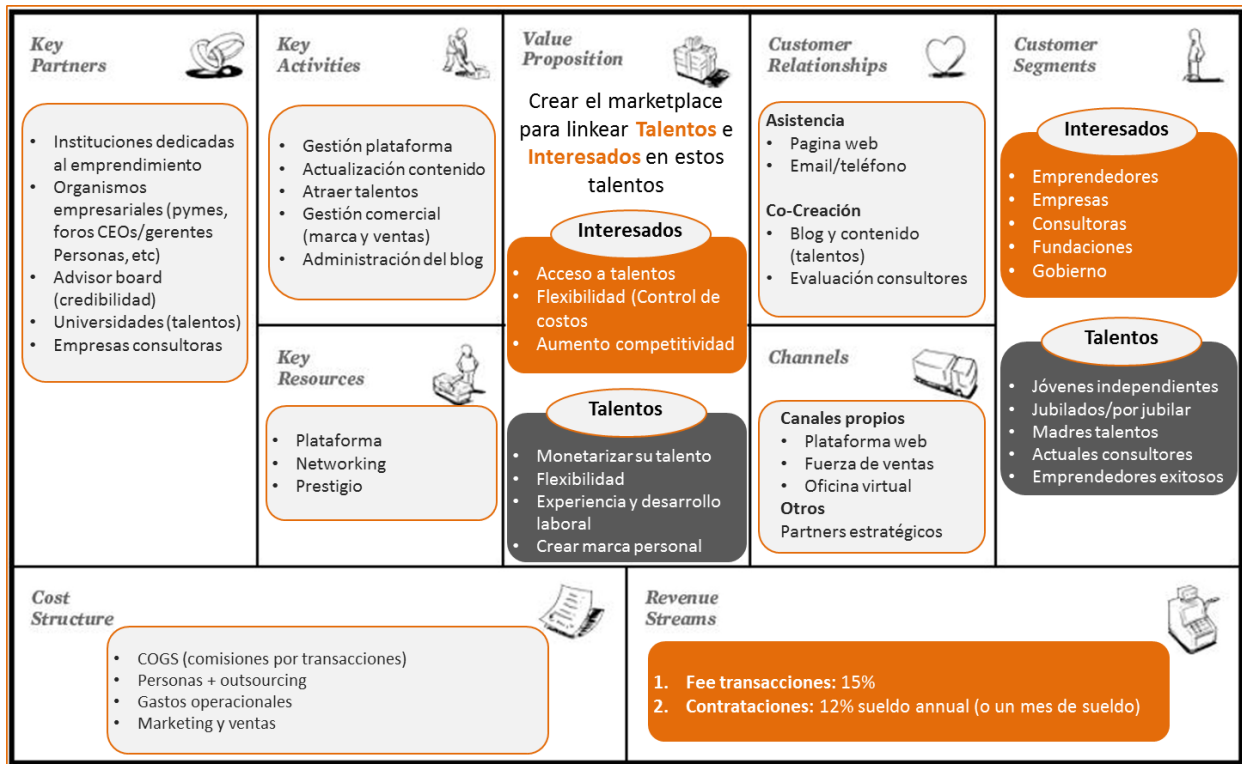 Key
Partners
• Instituciones dedicadas
al emprendimiento
• Organismos
empresariales (pymes,
foros CEOs/gerentes
Personas, etc)
• Advisor board
(credibilidad)
• Universidades (talentos)
• Empresas consultoras
Key
Activities
• Gestión plataforma
• Actualización contenido
• Atraer talentos
• Gestión comercial
(marca y ventas)
• Administración del blog
Key
Resources
• Plataforma
• Networking
• Prestigio
Value
Proposition
Crear el marketplace
para linkear Talentos e
Interesados en estos
talentos
Interesados
• Acceso a talentos
• Flexibilidad (Control de
costos
• Aumento competitividad
Talentos
• Monetarizar su talento
• Flexibilidad
• Experiencia y desarrollo
laboral
• Crear marca personal
Customer
Relationships
Asistencia
• Pagina web
• Email/teléfono
Co-Creación
• Blog y contenido
(talentos)
• Evaluación consultores
Channels
Canales propios
• Plataforma web
• Fuerza de ventas
• Oficina virtual
Otros
Partners estratégicos
Customer
Segments
Interesados
• Emprendedores
• Empresas
• Consultoras
• Fundaciones
• Gobierno
Talentos
• Jóvenes independientes
• Jubilados/por jubilar
• Madres talentos
• Actuales consultores
• Emprendedores exitosos
Cost
Structure
• COGS (comisiones por transacciones)
• Personas + outsourcing
• Gastos operacionales
• Marketing y ventas
Revenue
Streams
1. Fee transacciones: 15%
2. Contrataciones: 12% sueldo annual (o un mes de sueldo)